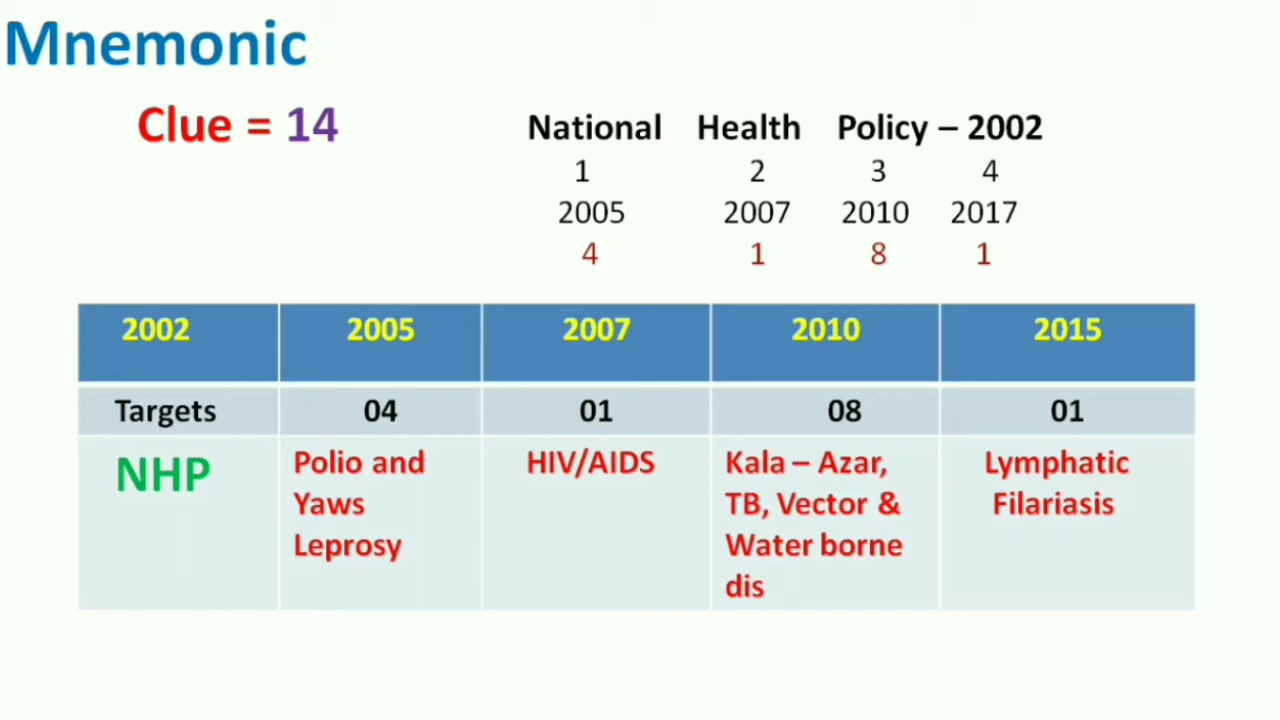 Mnemonic
Clue = 14
National Health Policy – 2002
1 2 3 4
2005 2007 2010 2017
4 1 8 1
2002 2005 2007 2010 2015
Targets 04 01 08 01
NHP
Polio and
Yaws
Leprosy
HIV/AIDS
Kala – Azar,
TB, Vector &
Water borne
dis
Lymphatic
Filariasis